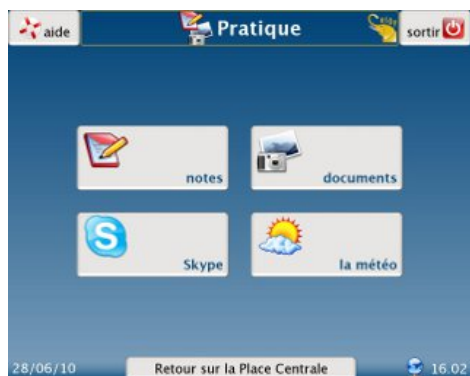 aide
Pratique
sortir
notes
documents
Skype
la météo
28/06/10
Retour sur la Place Centrale
16.02